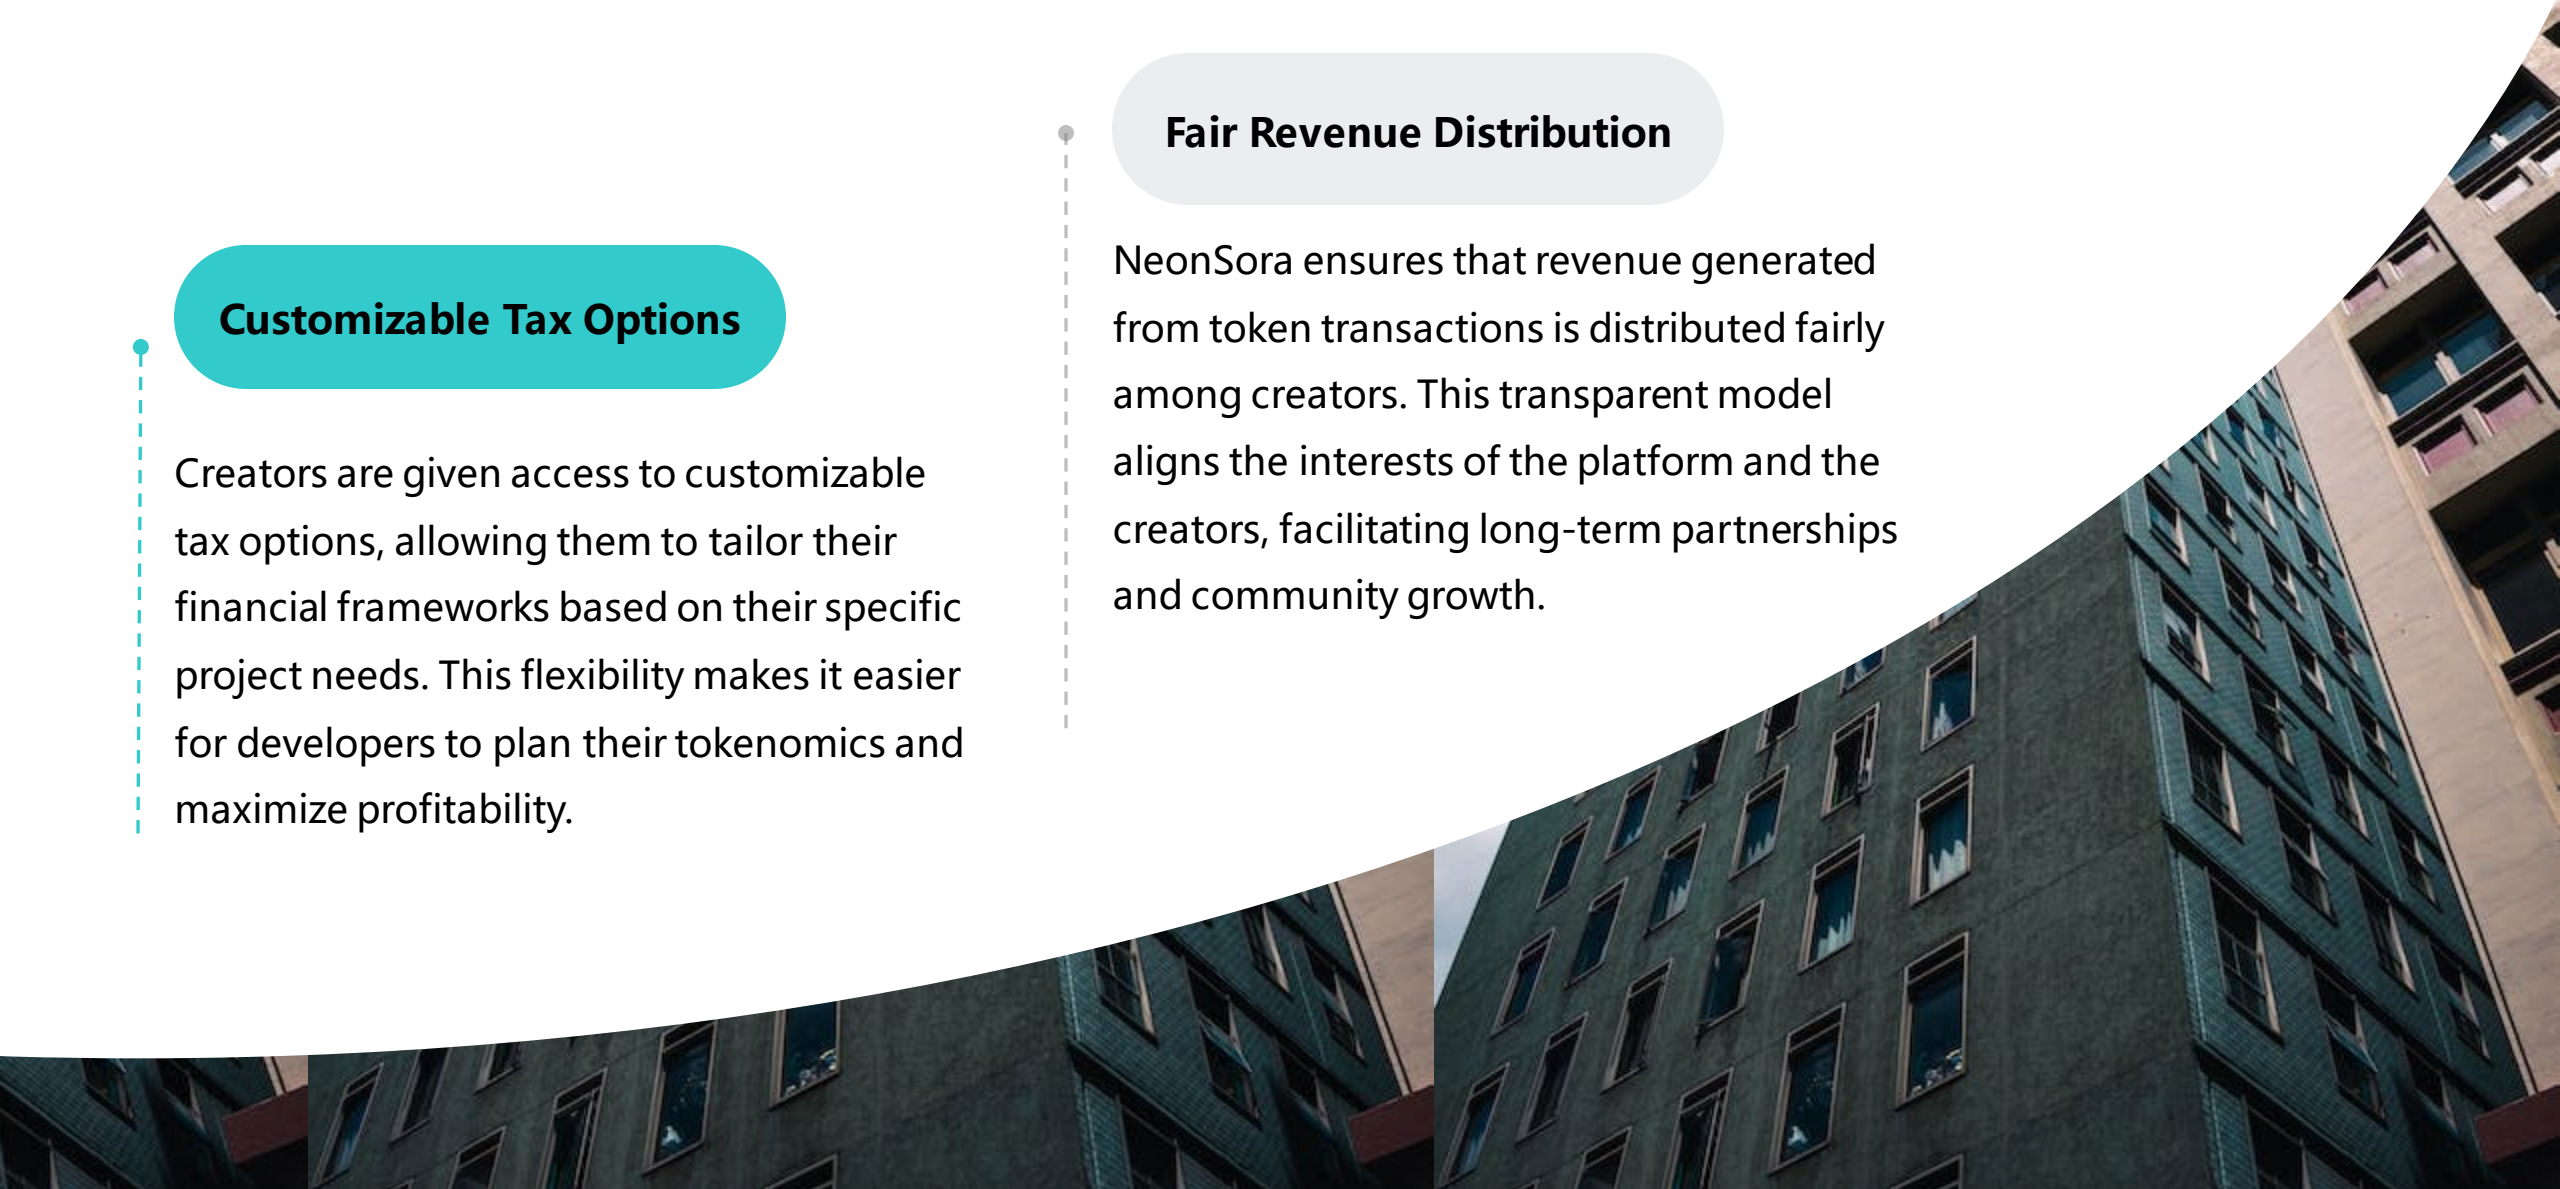 Customizable Tax Options
Creators are given access to customizable
tax options, allowing them to tailor their
financial frameworks based on their specific
project needs. This flexibility makes it easier
for developers to plan their tokenomics and
maximize profitability.
Fair Revenue Distribution
NeonSora ensures that revenue generated
from token transactions is distributed fairly
among creators. This transparent model
aligns the interests of the platform and the
creators, facilitating long-term partnerships
and community growth.